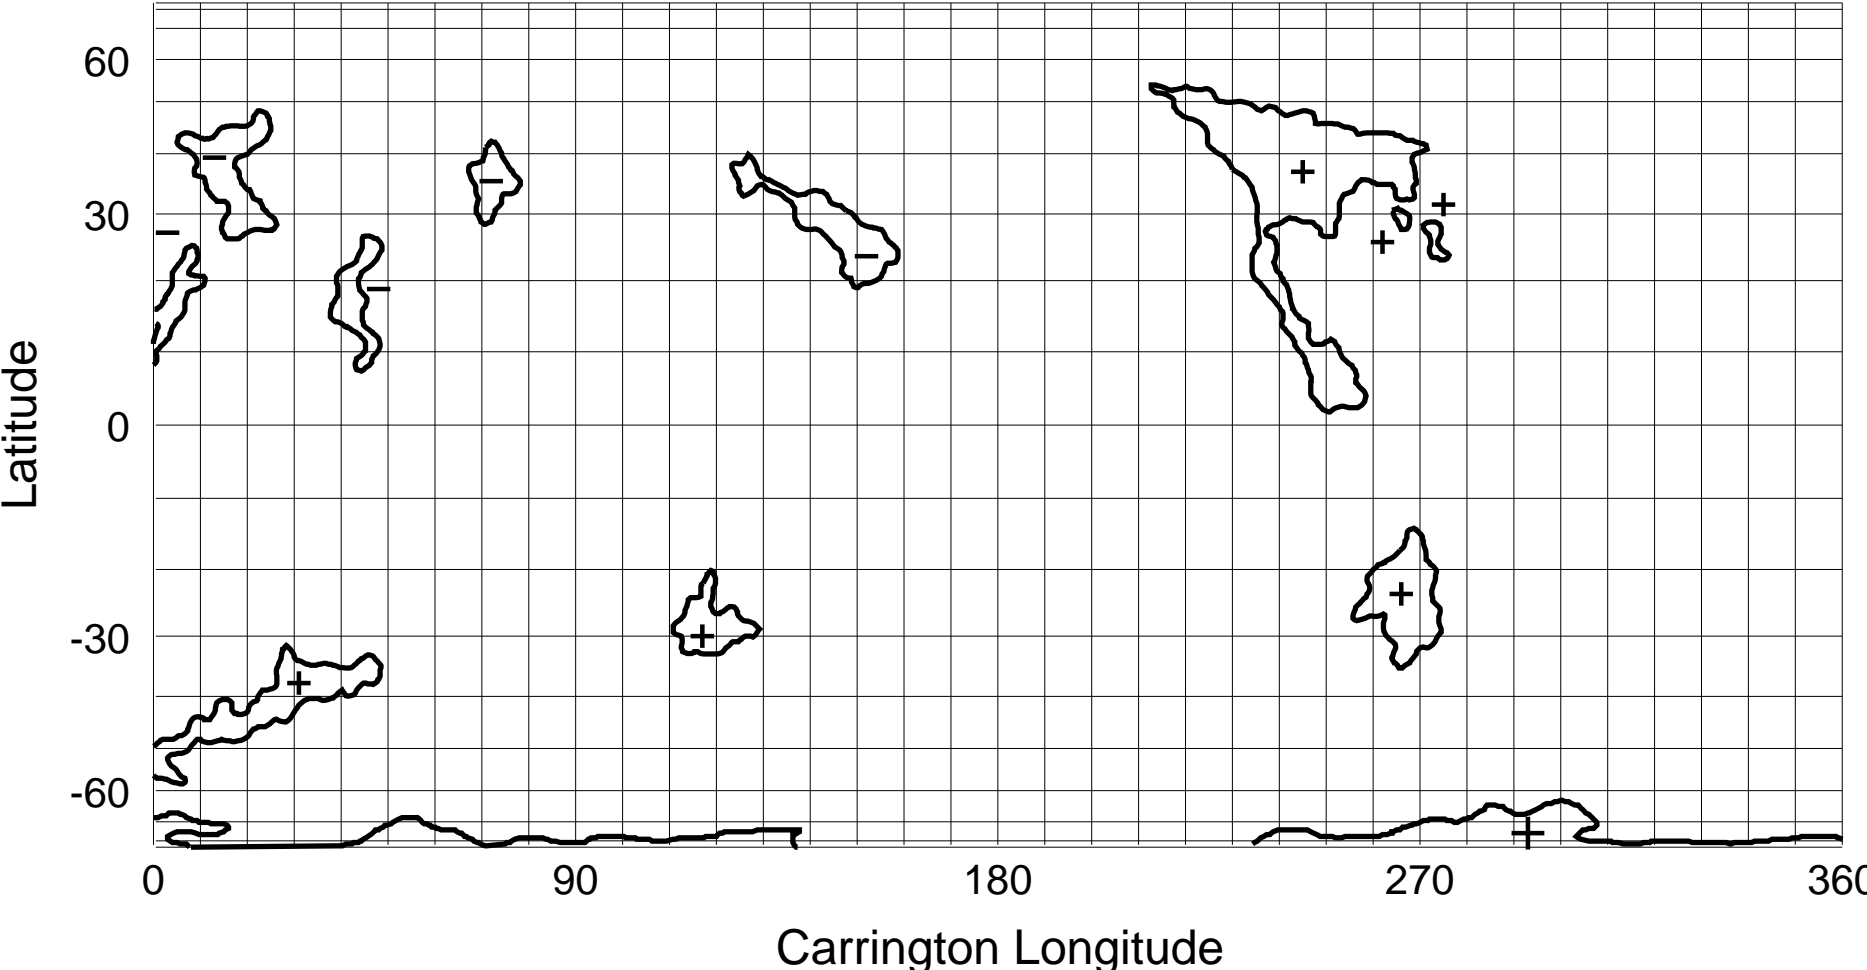 60
30
0
-30
-60
Latitude
0 90 180 270 360
Carrington Longitude
− − − − − + + +
+ + + +